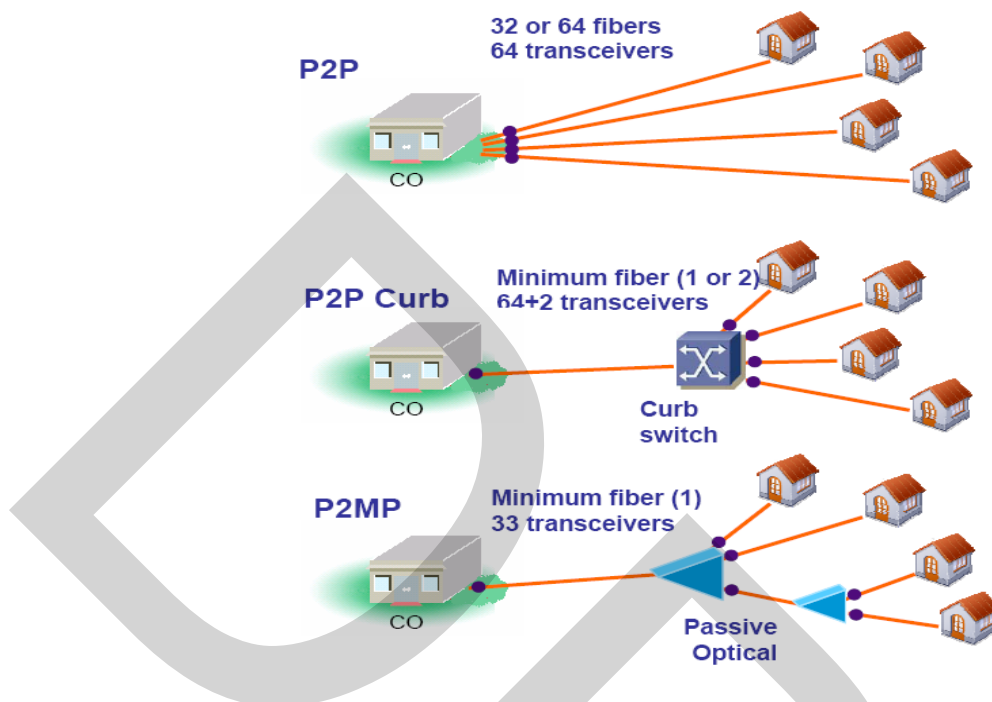 32 or 64 fibers
64 transceivers
P2P
CO
Minimum fiber (1 or 2)
P2P Curb
64+2 transceivers
CO
Curb
switch
Minimum fiber (1)
P2MP
33 transceivers
CO
Passive
Optical